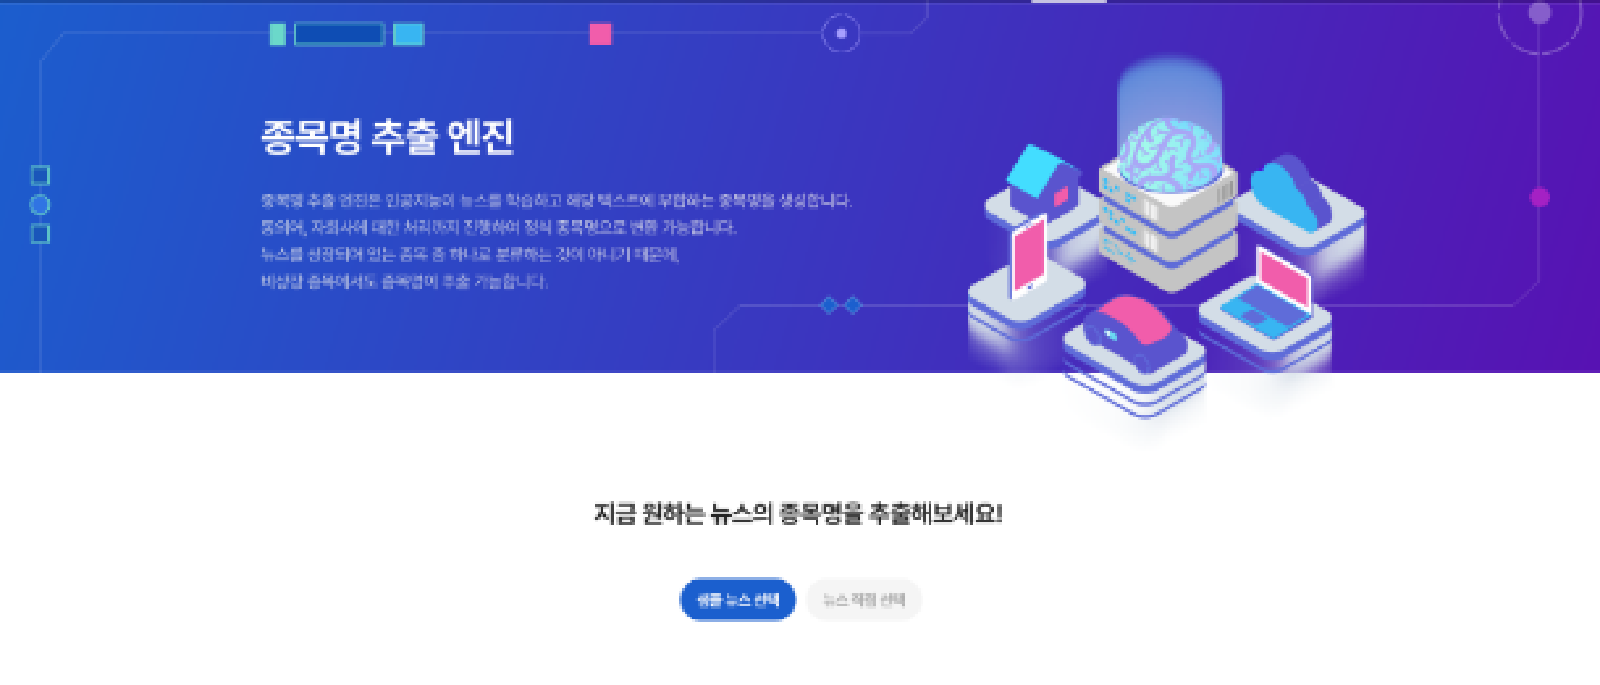 종목명 추출 엔진
종목명 추출 엔진은 인공지능이 뉴스를 학습하고 해당 텍스트에 부합하는 종목명을 생성합니다.
동의어, 자회사에 대한 처리까지 진행하여 정식 종목명으로 변환 가능합니다.
뉴스를 상장되어 있는 종목 중 하나로 분류하는 것이 아니기 때문에,
비상장 종목에서도 종목명이 추출 가능합니다.
지금 원하는 뉴스의 종목명을 추출해보세요!
샘플 뉴스 선택
뉴스 직접 선택